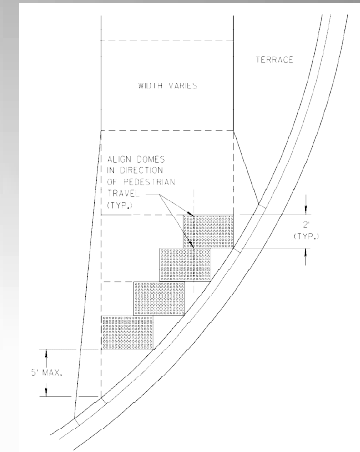 TERRACE
WIDTH VARIES
ALIGN DOMES
IN DIRECTION
OF PEDESTRIAN
TRAVEL
(TYP.)
2'
(TYP.)
5' MAX.